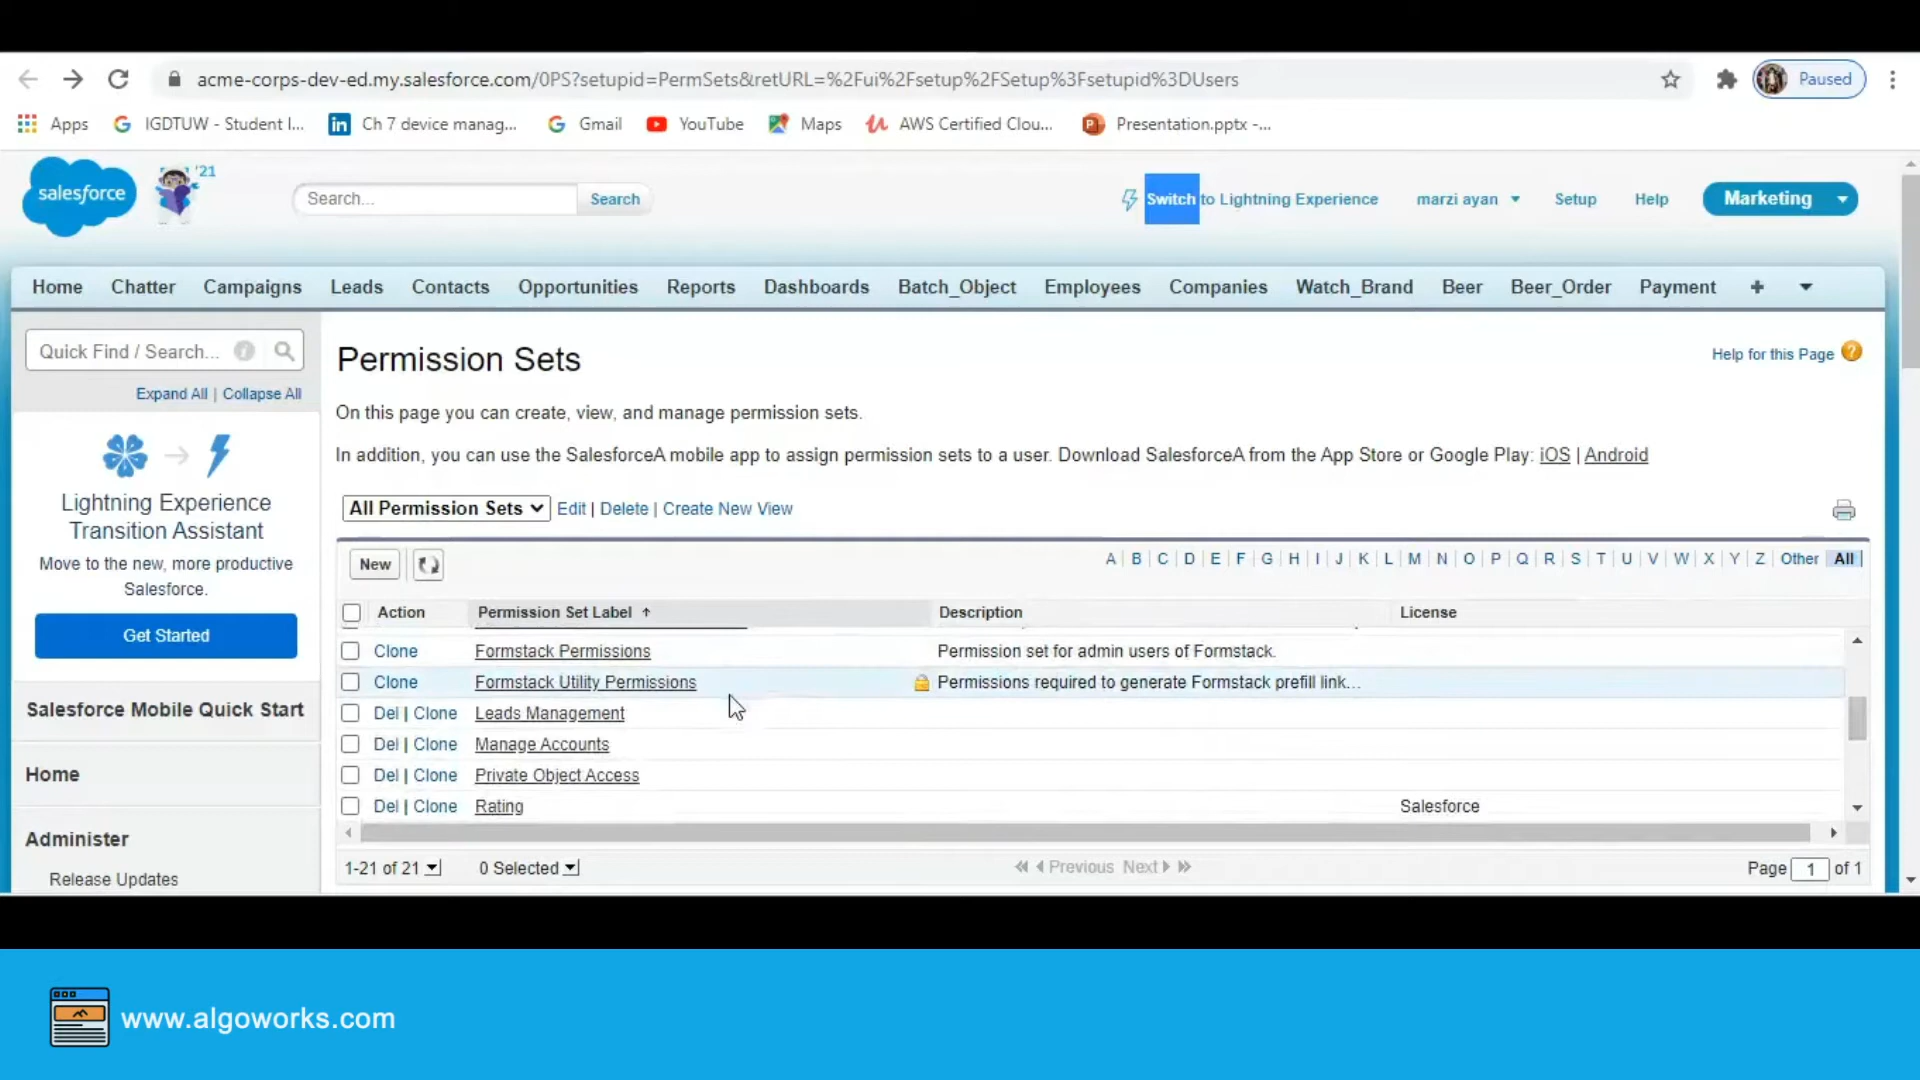 acme-corps-dev-ed.my.salesforce.com/0PS?setupid=PermSets&retURL=%2Fui%2Fsetup%2FSetup%3Fsetupid%3DUsers
Paused
Apps
IGDTUW - Student I...
Ch 7 device manag...
Gmail
YouTube
Maps
AWS Certified Clou...
Presentation.pptx -...
salesforce
'21
Search...
Search
Switch to Lightning Experience
marzi ayan
Setup
Help
Marketing
Home
Chatter
Campaigns
Leads
Contacts
Opportunities
Reports
Dashboards
Batch_Object
Employees
Companies
Watch_Brand
Beer
Beer_Order
Payment
+
Quick Find / Search...
Expand All | Collapse All
Lightning Experience
Transition Assistant
Move to the new, more productive
Salesforce.
Get Started
Salesforce Mobile Quick Start
Home
Administer
Release Updates
Permission Sets
Help for this Page
On this page you can create, view, and manage permission sets.
In addition, you can use the SalesforceA mobile app to assign permission sets to a user. Download SalesforceA from the App Store or Google Play: iOS | Android
All Permission Sets
Edit | Delete | Create New View
New
A | B | C | D | E | F | G | H | I | J | K | L | M | N | O | P | Q | R | S | T | U | V | W | X | Y | Z | Other | All
Action
Permission Set Label
Description
License
Clone
Formstack Permissions
Permission set for admin users of Formstack.
Clone
Formstack Utility Permissions
Permissions required to generate Formstack prefill link...
Del | Clone
Leads Management
Del | Clone
Manage Accounts
Del | Clone
Private Object Access
Del | Clone
Rating
Salesforce
1-21 of 21
0 Selected
Previous
Next
Page 1 of 1
www.algoworks.com